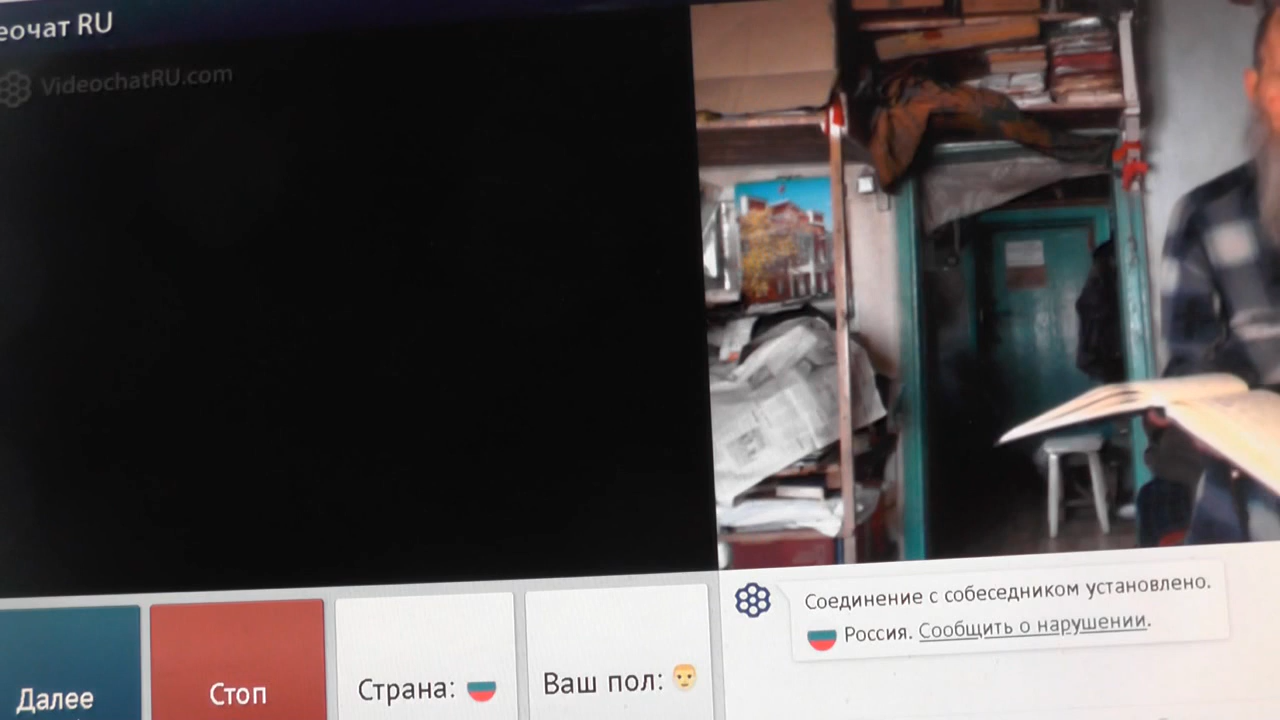 еочат RU
VideochatRU.com
Соединение с собеседником установлено.
Россия. Сообщить о нарушении.
Далее
Стоп
Страна:
Ваш пол: